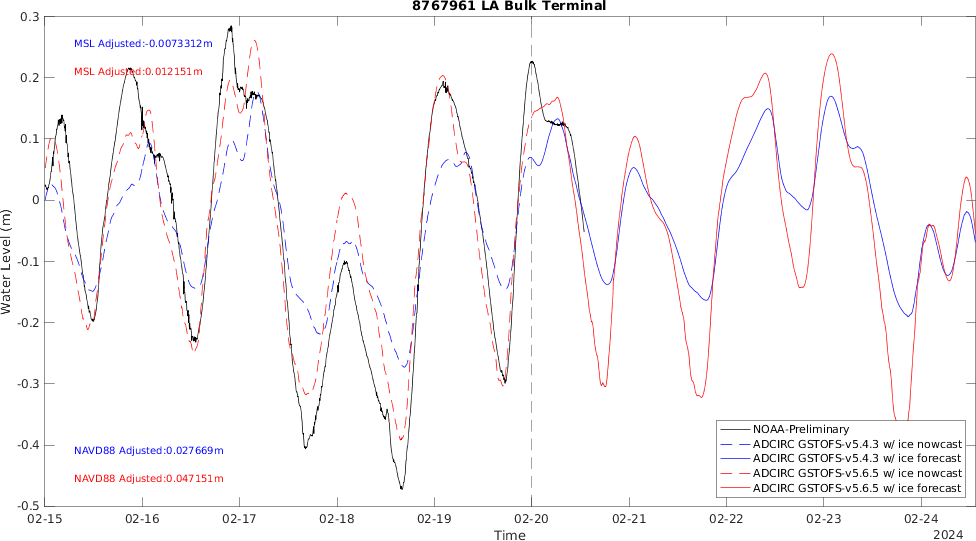 8767961 LA Bulk Terminal
0.3
0.2
0.1
0
-0.1
-0.2
-0.3
-0.4
-0.5
Water Level (m)
MSL Adjusted:-0.0073312m
MSL Adjusted:0.012151m
NAVD88 Adjusted:0.027669m
NAVD88 Adjusted:0.047151m
NOAA-Preliminary
ADCIRC GSTOFS-v5.4.3 w/ ice nowcast
ADCIRC GSTOFS-v5.4.3 w/ ice forecast
ADCIRC GSTOFS-v5.6.5 w/ ice nowcast
ADCIRC GSTOFS-v5.6.5 w/ ice forecast
02-15 02-16 02-17 02-18 02-19 02-20 02-21 02-22 02-23 02-24
Time
2024